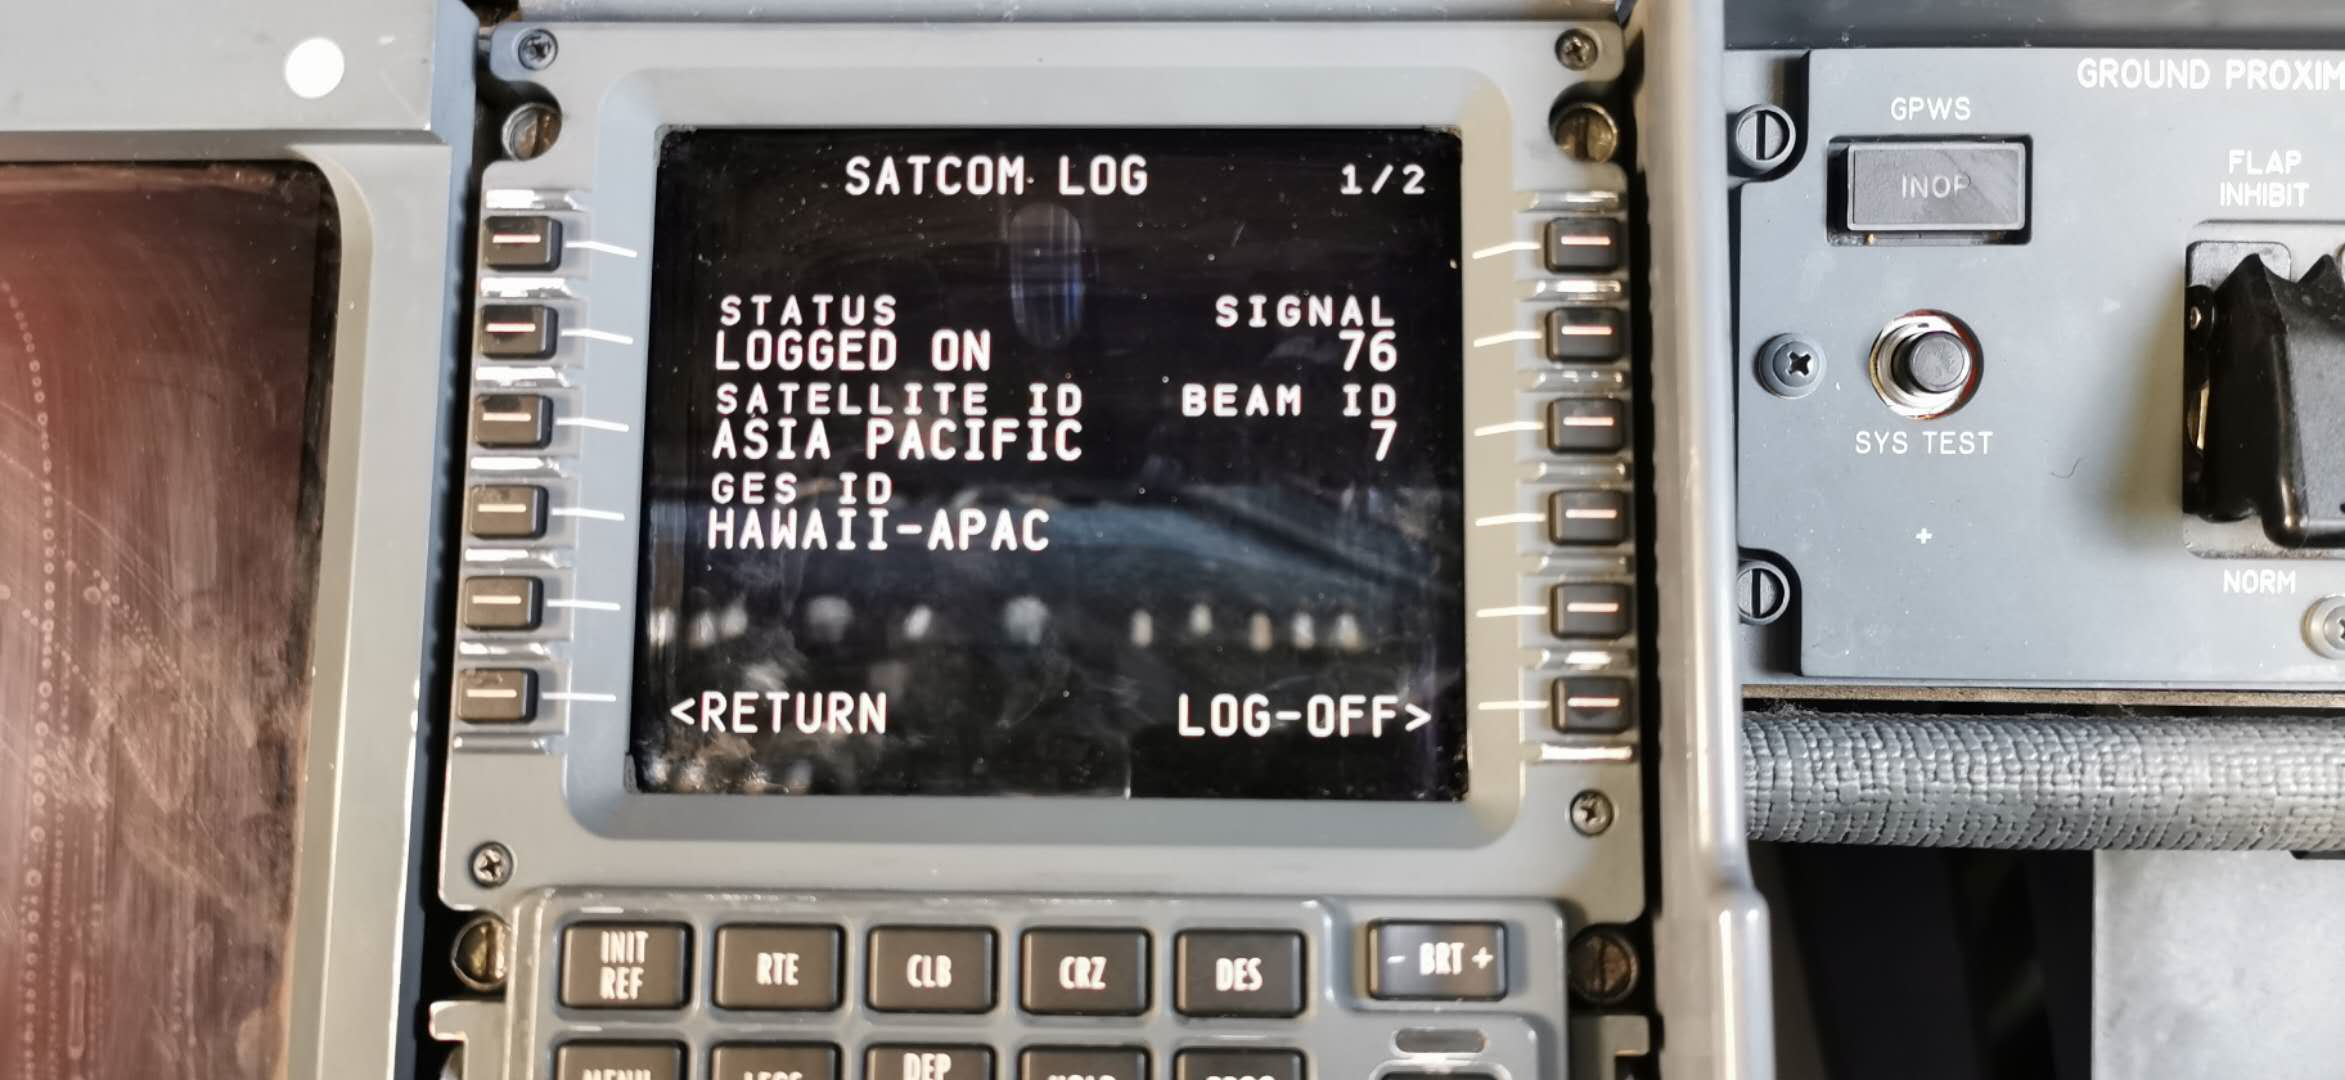 SATCOM LOG 1/2
STATUS SIGNAL
LOGGED ON 76
SATELLITE ID BEAM ID
ASIA PACIFIC 7
GES ID
HAWAII-APAC
<RETURN LOG-OFF>
INIT REF
RTE
CLB
CRZ
DES
- BRT +
DEP
GROUND PROXIM
GPWS
INOP
FLAP
INHIBIT
SYS TEST
+
NORM